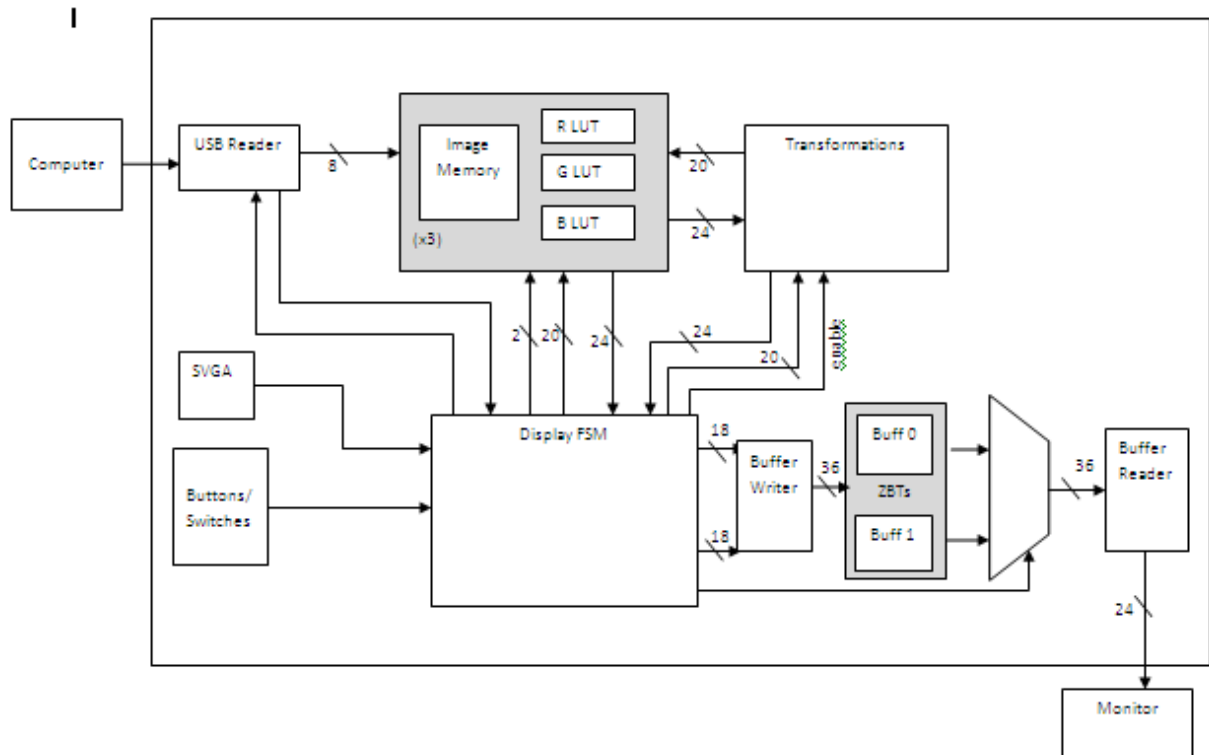 I
Computer
USB Reader
8
Image
Memory
(x3)
R LUT
G LUT
B LUT
20
24
Transformations
2
20
24
24
20
enable
SVGA
Buttons/
Switches
Display FSM
18
18
Buffer
Writer
36
Buff 0
ZBTs
Buff 1
36
Buffer
Reader
24
Monitor